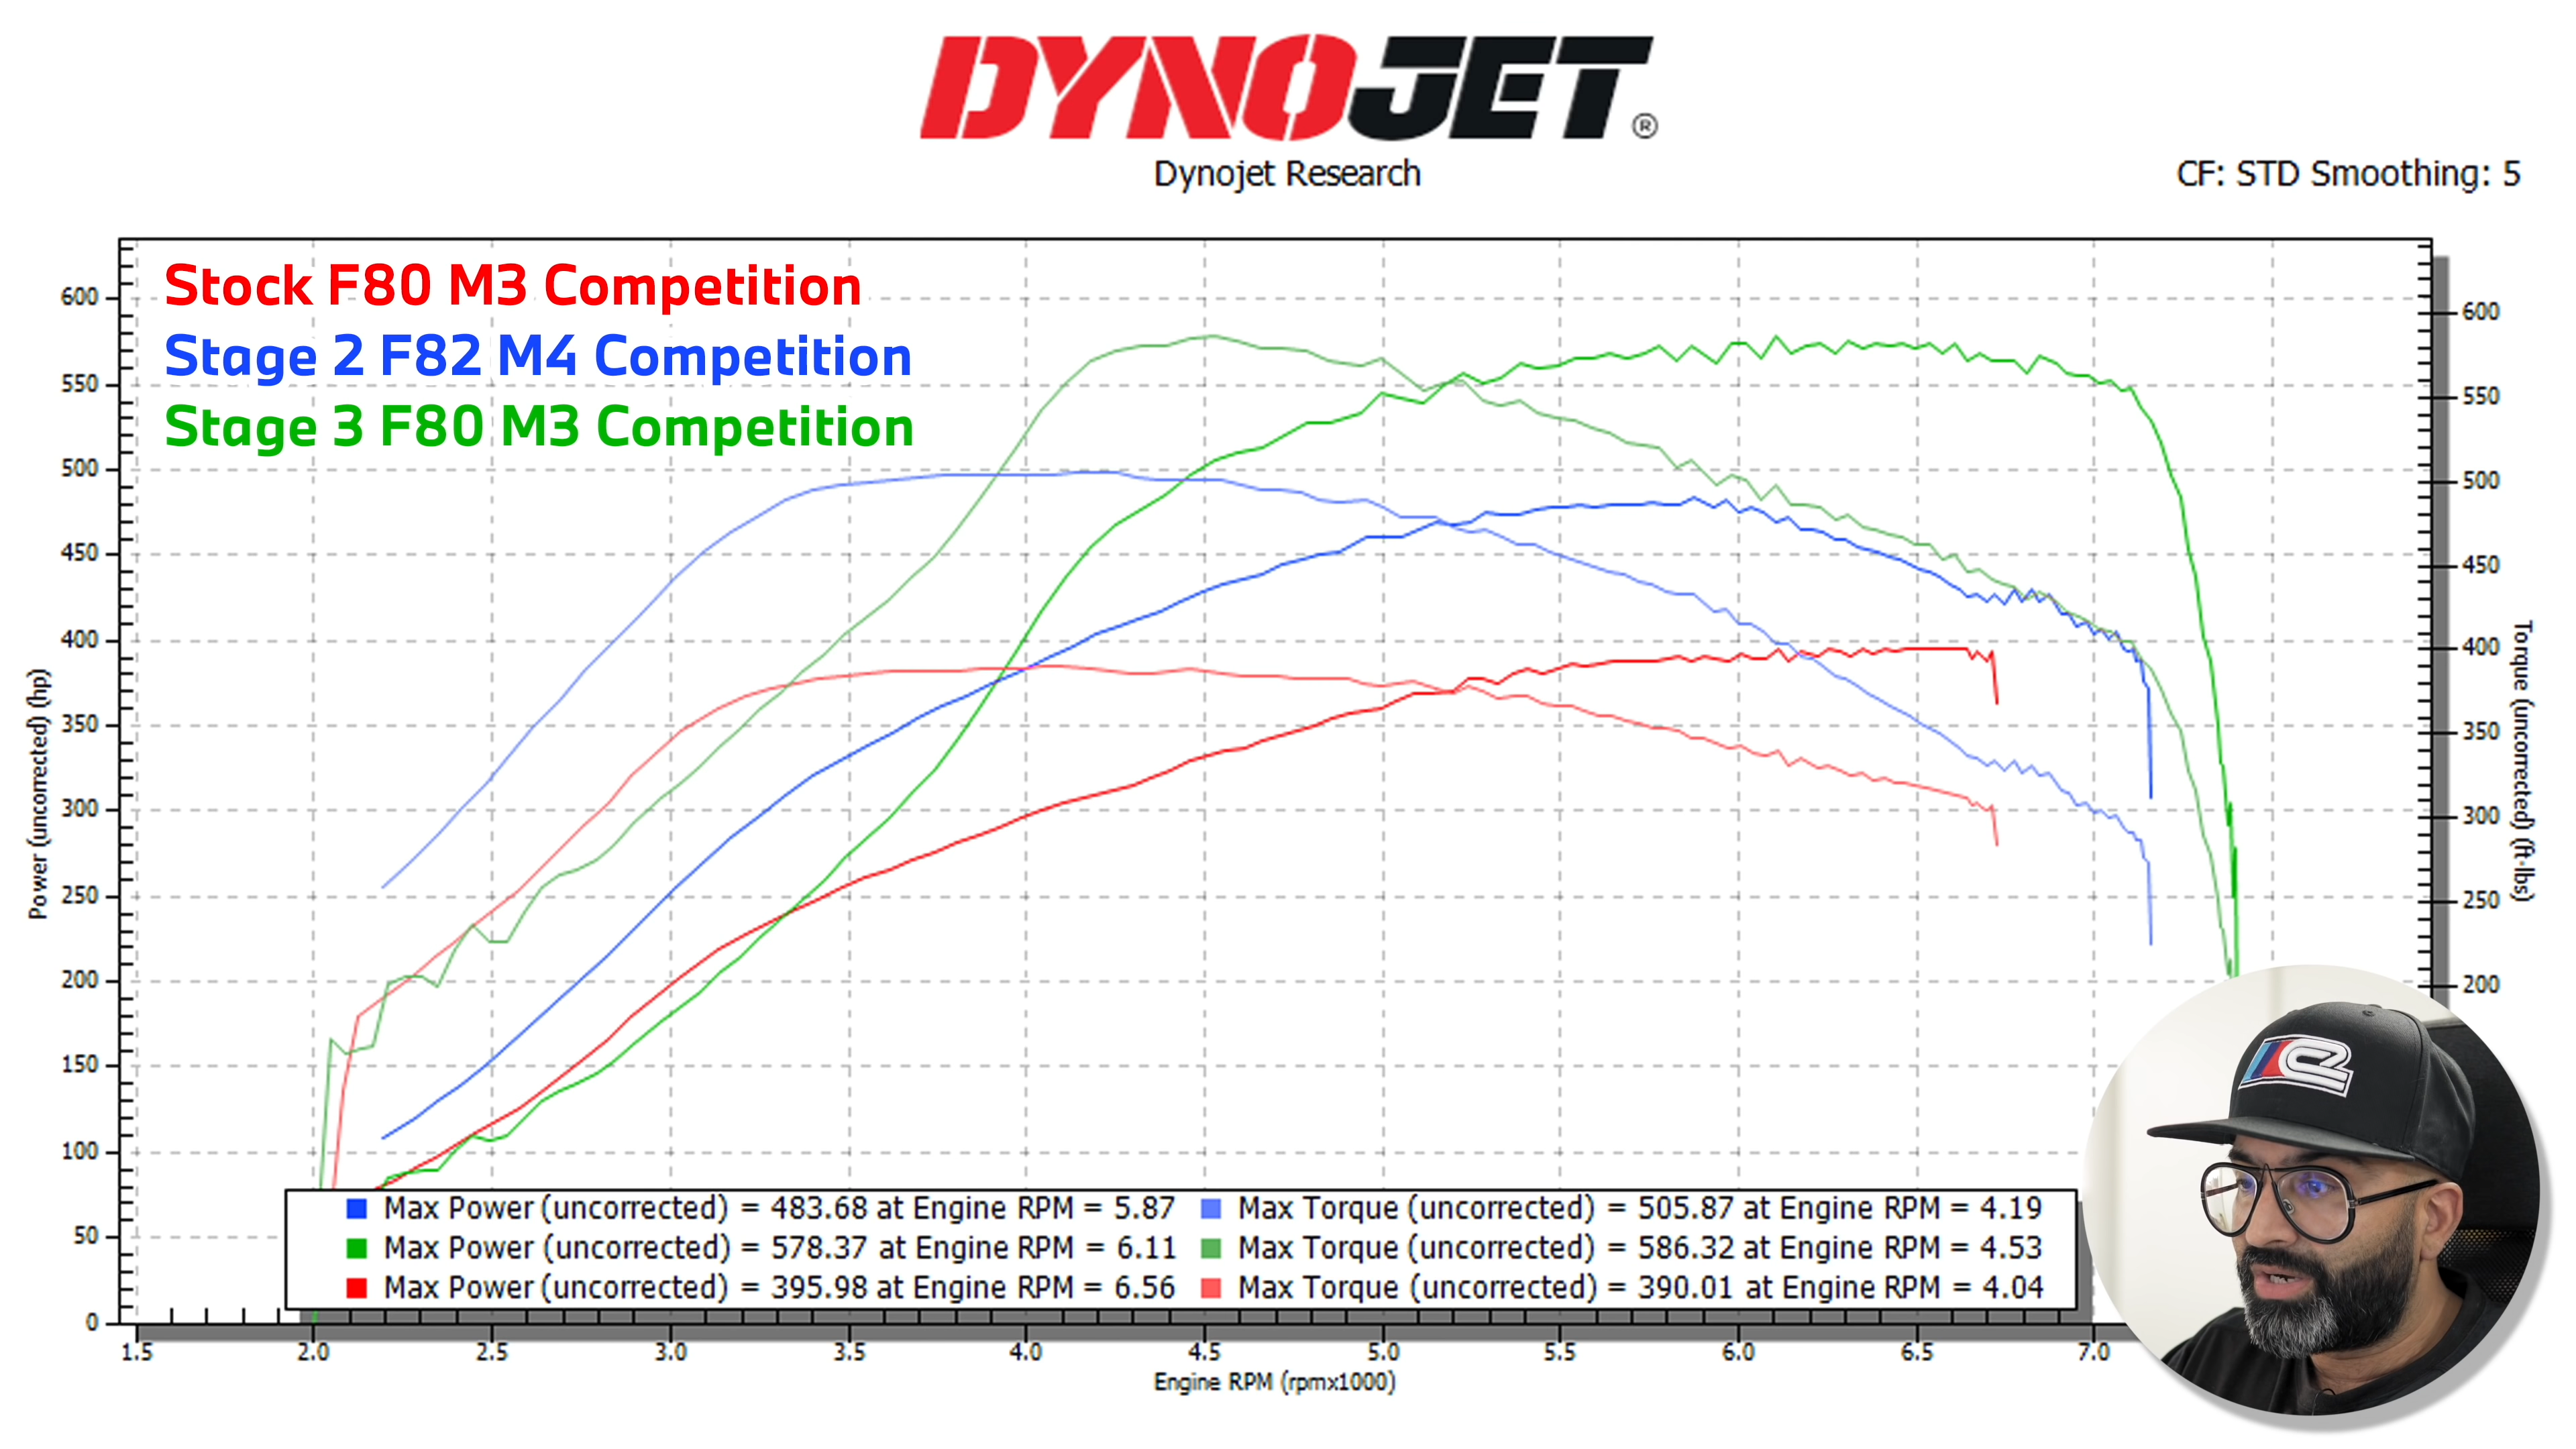 DYNOJET®
Dynojet Research
CF: STD Smoothing: 5
Stock F80 M3 Competition
Stage 2 F82 M4 Competition
Stage 3 F80 M3 Competition
Power (uncorrected) (hp)
600
550
500
450
400
350
300
250
200
150
100
50
0
600
550
500
450
400
350
300
250
200
Torque (uncorrected) (ft-lbs)
Max Power (uncorrected) = 483.68 at Engine RPM = 5.87 Max Torque (uncorrected) = 505.87 at Engine RPM = 4.19
Max Power (uncorrected) = 578.37 at Engine RPM = 6.11 Max Torque (uncorrected) = 586.32 at Engine RPM = 4.53
Max Power (uncorrected) = 395.98 at Engine RPM = 6.56 Max Torque (uncorrected) = 390.01 at Engine RPM = 4.04
1.5 2.0 2.5 3.0 3.5 4.0 4.5 5.0 5.5 6.0 6.5 7.0
Engine RPM (rpmx1000)